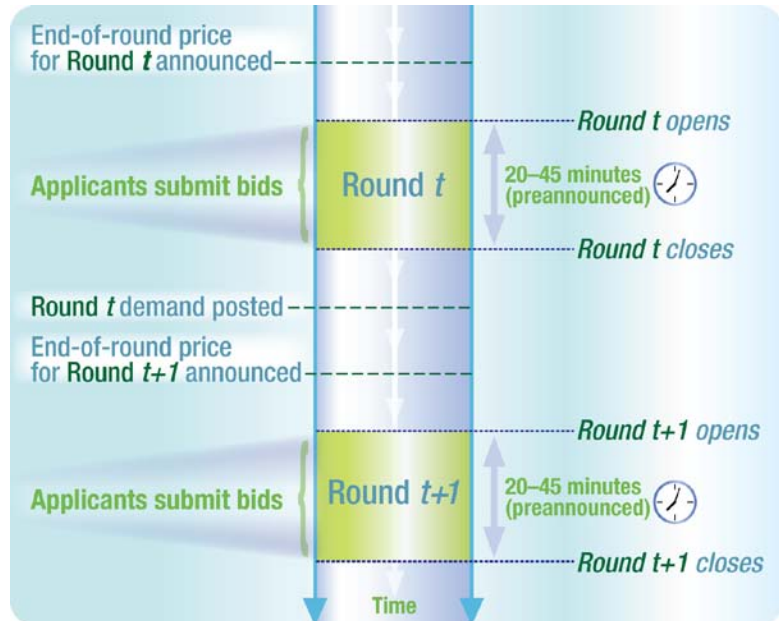 End-of-round price
for Round t announced
Round t opens
Applicants submit bids
Round t
20–45 minutes
(preannounced)
Round t closes
Round t demand posted
End-of-round price
for Round t+1 announced
Round t+1 opens
Applicants submit bids
Round t+1
20–45 minutes
(preannounced)
Round t+1 closes
Time